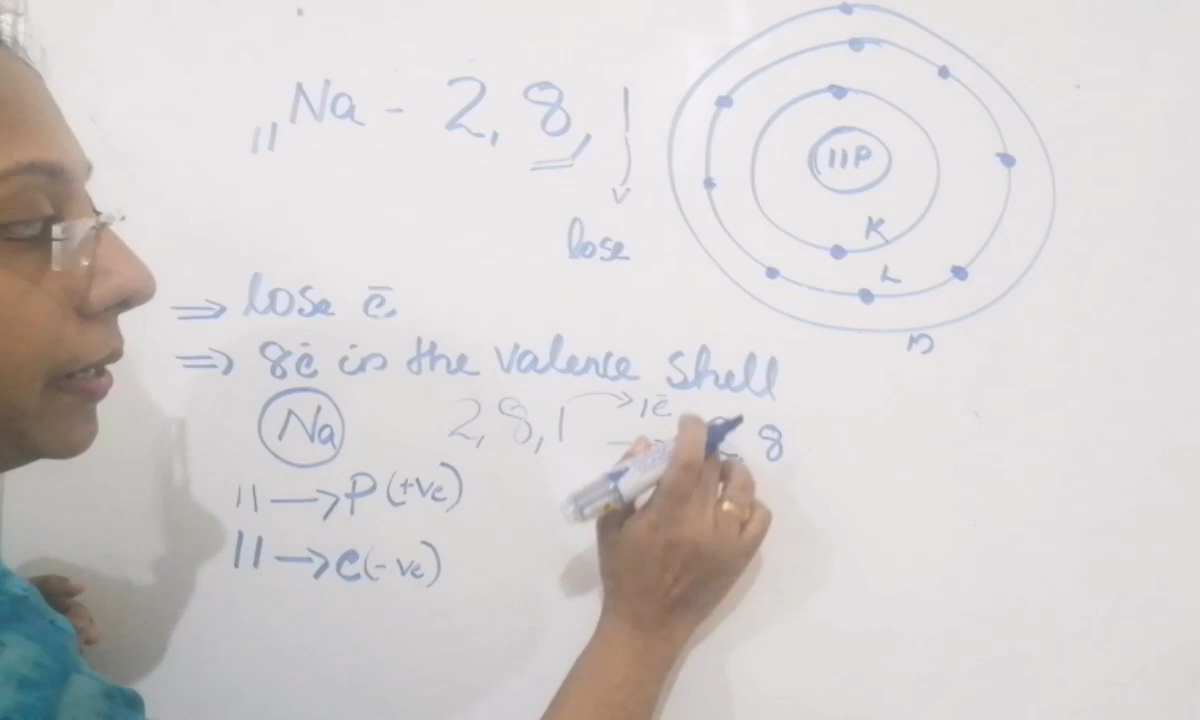 11Na - 2, 8, 1
lose
11P
K
L
M
⇒ lose ē
⇒ 8ē in the valence shell
Na 2, 8, 1 → 1ē → 2, 8
11 → P (+ve)
11 → e (-ve)